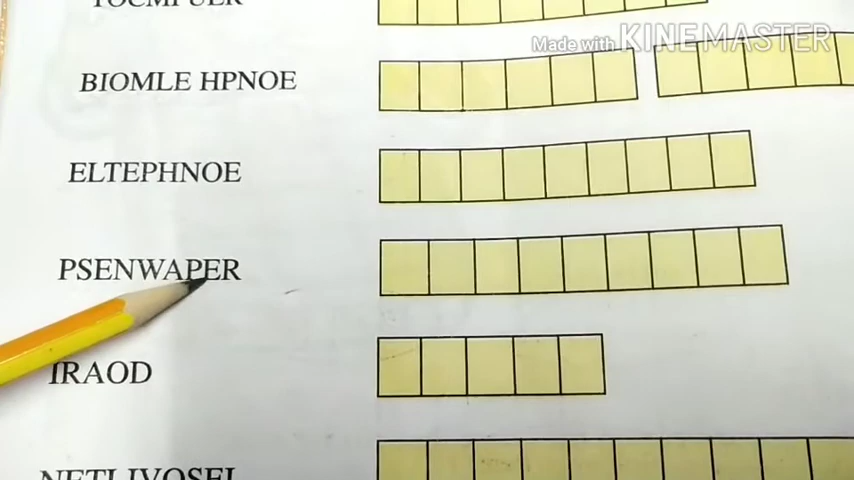 Made with KINEMASTER
BIOMLE HPNOE
ELTEPHNOE
PSENWAPER
IRAOD